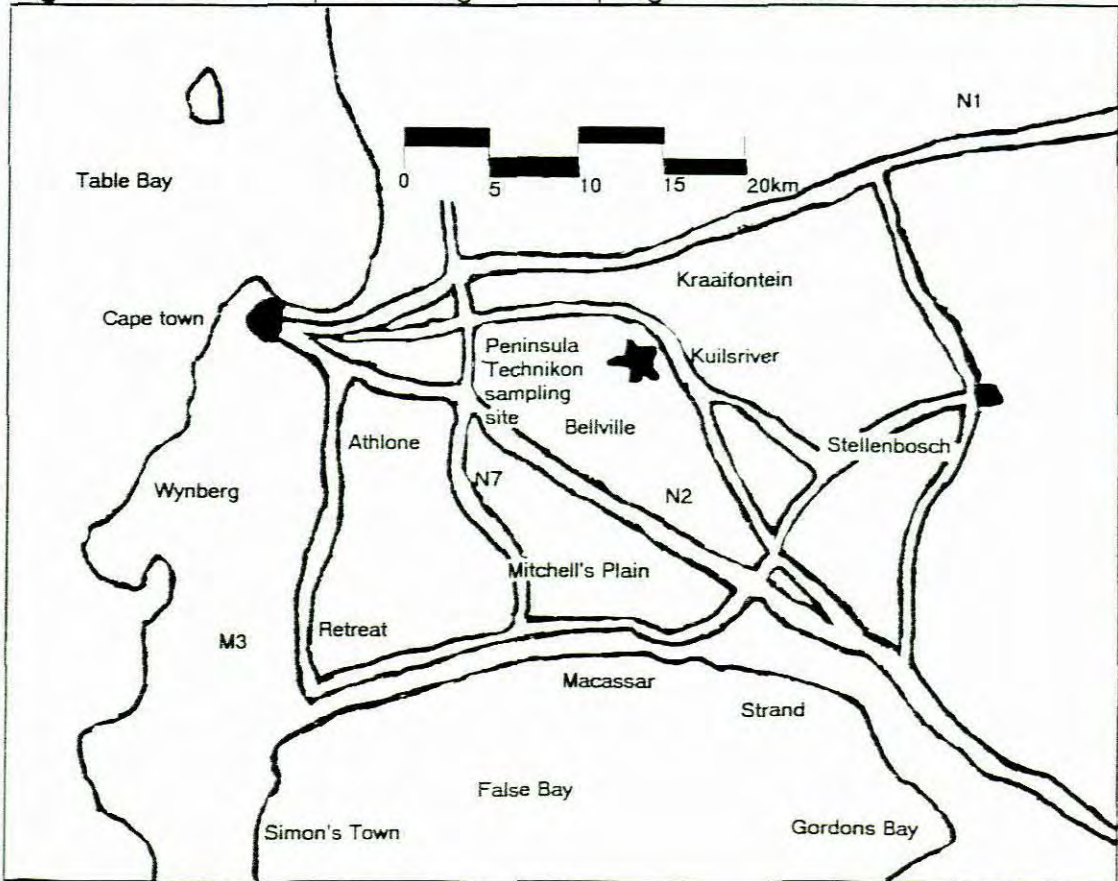 N1
Table Bay
0
5
10
15
20km
Kraaifontein
Cape town
Peninsula
Technikon
sampling
site
Kuilsriver
Bellville
Athlone
Stellenbosch
Wynberg
N7
N2
Mitchell's Plain
Retreat
M3
Macassar
Strand
False Bay
Simon's Town
Gordons Bay